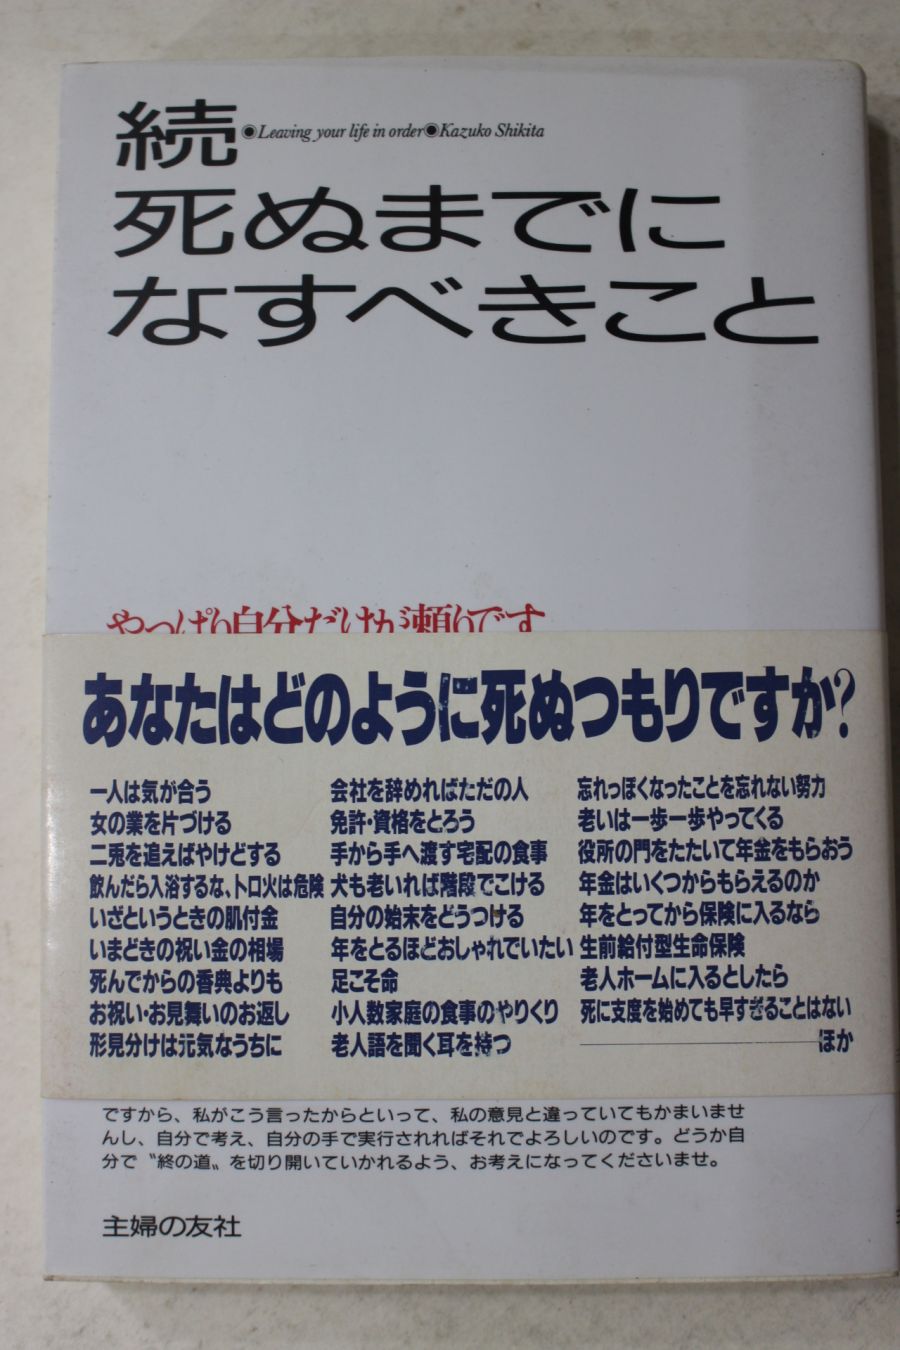 続 ◉Leaving your life in order◉Kazuko Shikita
死ぬまでに
なすべきこと
やっぱり自分だけが頼りです
あなたはどのように死ぬつもりですか?
一人は気が合う
女の業を片づける
二兎を追えばやけどする
飲んだら入浴するな、トロ火は危険
いざというときの肌付金
いまどきの祝い金の相場
死んでからの香典よりも
お祝い・お見舞いのお返し
形見分けは元気なうちに
会社を辞めればただの人
免許・資格をとろう
手から手へ渡す宅配の食事
犬も老いれば階段でこける
自分の始末をどうつける
年をとるほどおしゃれでいたい
足こそ命
小人数家庭の食事のやりくり
老人語を聞く耳を持つ
忘れっぽくなったことを忘れない努力
老いは一歩一歩やってくる
役所の門をたたいて年金をもらおう
年金はいくつからもらえるのか
年をとってから保険に入るなら
生前給付型生命保険
老人ホームに入るとしたら
死に支度を始めても早すぎることはない
ほか
ですから、私がこう言ったからといって、私の意見と違っていてもかまいませ
んし、自分で考え、自分の手で実行されればそれでよろしいのです。どうか自
分で〝終の道〟を切り開いていかれるよう、お考えになってくださいませ。
主婦の友社